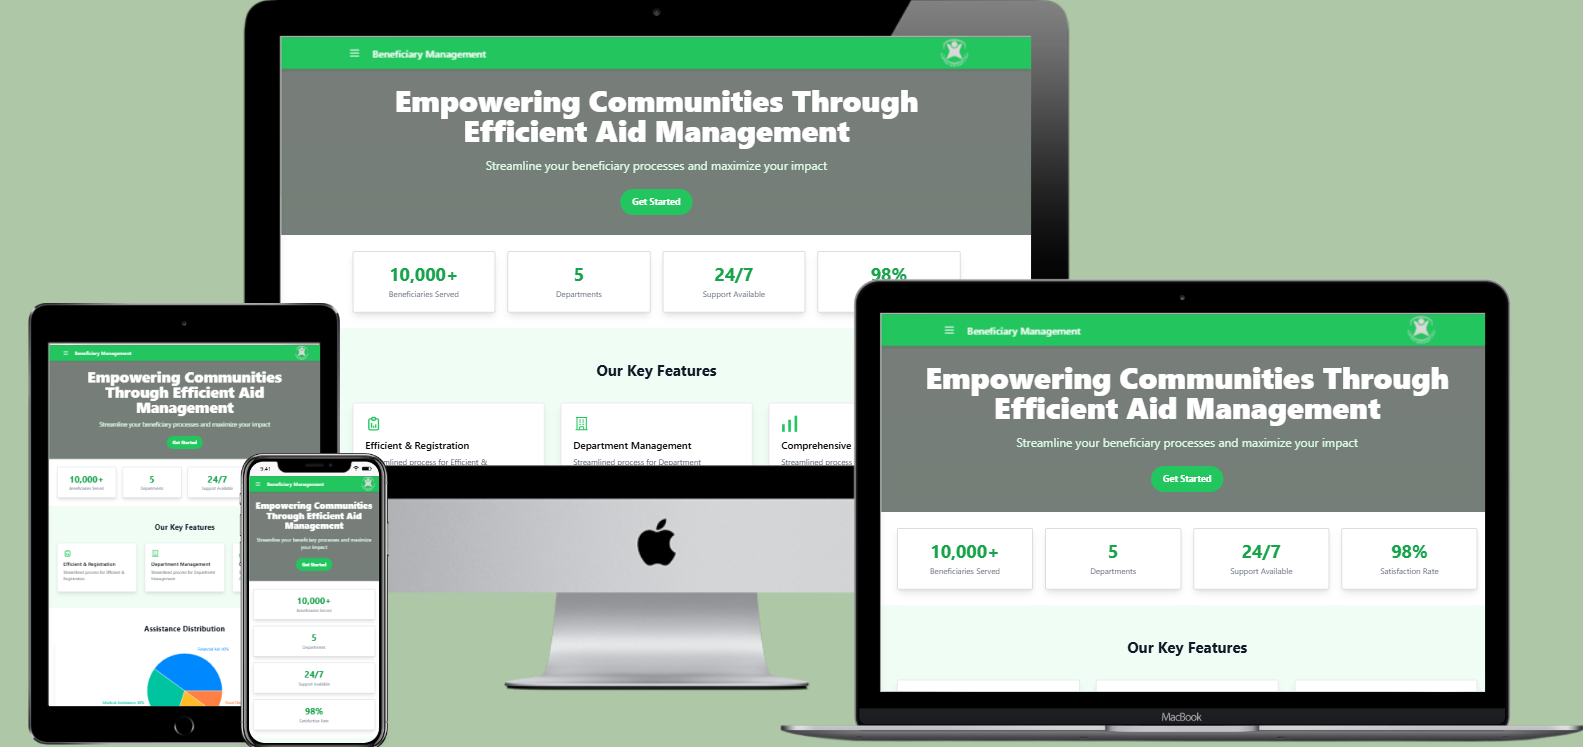 Beneficiary Management
Empowering Communities Through
Efficient Aid Management
Streamline your beneficiary processes and maximize your impact
Get Started
10,000+
Beneficiaries Served
5
Departments
24/7
Support Available
98%
Our Key Features
Efficient & Registration
Streamlined process for Efficient &
Department Management
Streamlined process for Department
Comprehensive
Streamlined process
Beneficiary Management
Empowering Communities
Through Efficient Aid
Management
Streamline your beneficiary processes and maximize your impact
Get Started
10,000+
Beneficiaries Served
5
Departments
24/7
Support Available
Our Key Features
Efficient & Registration
Streamlined process for Efficient &
Registration
Department Management
Streamlined process for Department
Management
Assistance Distribution
Financial Aid
Medical Assistance
9:41
Beneficiary Management
Empowering Communities
Through Efficient Aid
Management
Streamline your beneficiary processes and maximize
your impact
Get Started
10,000+
Beneficiaries Served
5
Departments
24/7
Support Available
98%
Satisfaction Rate
Beneficiary Management
Empowering Communities Through
Efficient Aid Management
Streamline your beneficiary processes and maximize your impact
Get Started
10,000+
Beneficiaries Served
5
Departments
24/7
Support Available
98%
Satisfaction Rate
Our Key Features
MacBook